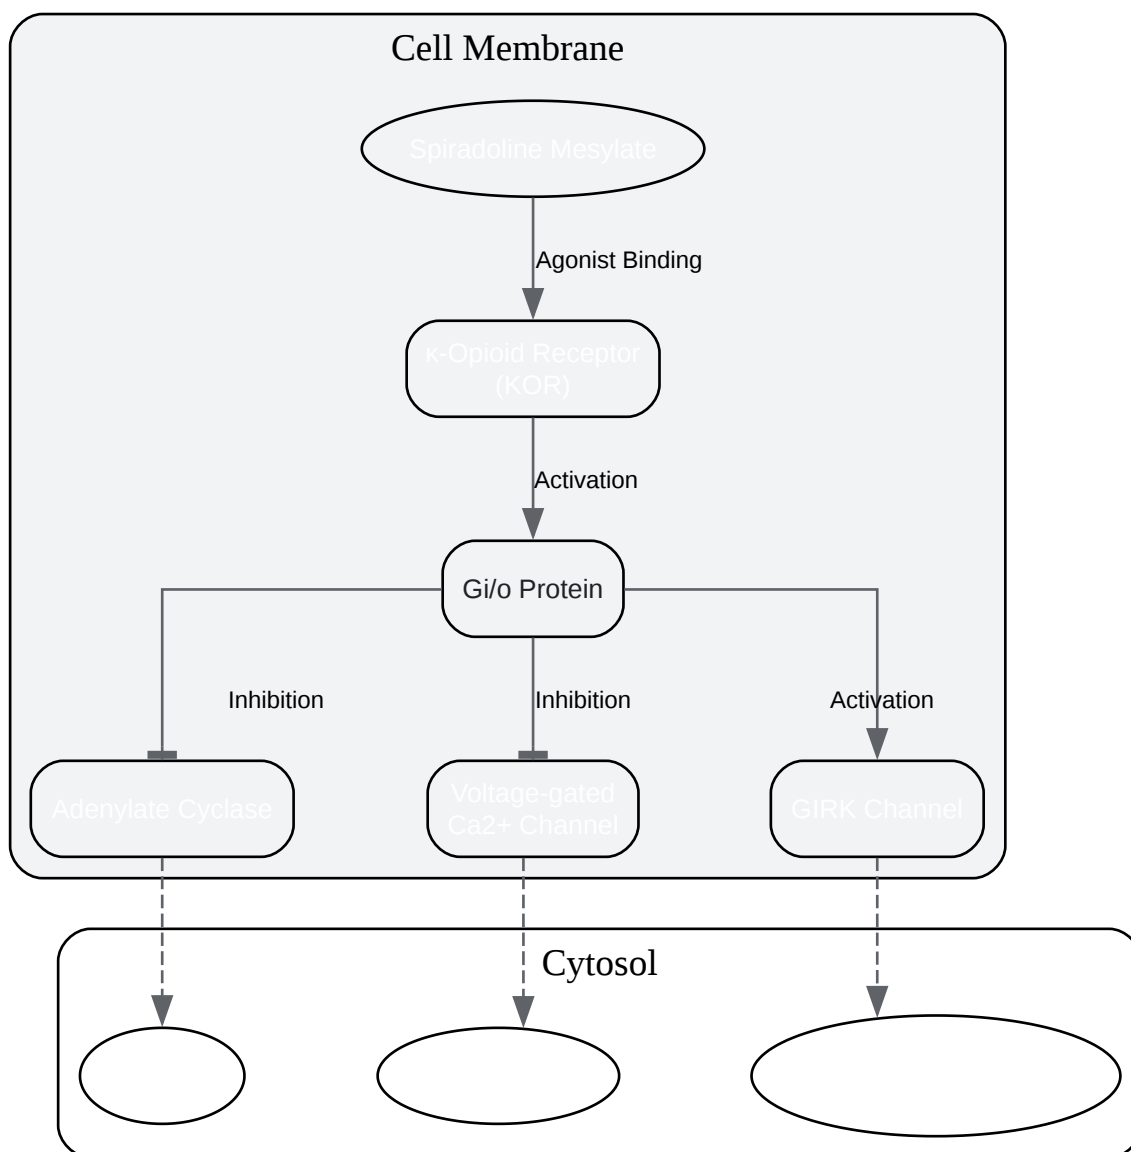 Cell Membrane
Spiradoline Mesylate
Agonist Binding
κ-Opioid Receptor
(KOR)
Activation
Gi/o Protein
Inhibition
Inhibition
Activation
Adenylate Cyclase
Voltage-gated
Ca2+ Channel
GIRK Channel
Cytosol